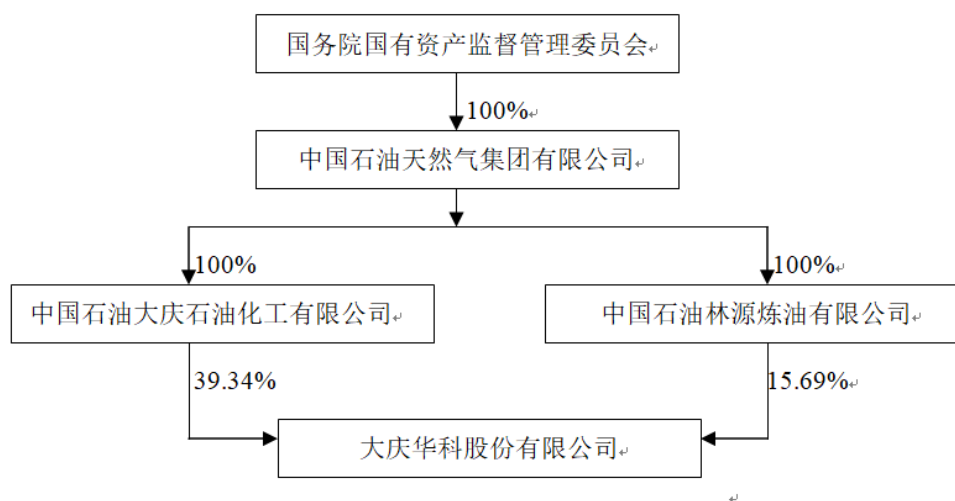 国务院国有资产监督管理委员会
100%
中国石油天然气集团有限公司
100%
100%
中国石油大庆石油化工有限公司
中国石油林源炼油有限公司
39.34%
15.69%
大庆华科股份有限公司